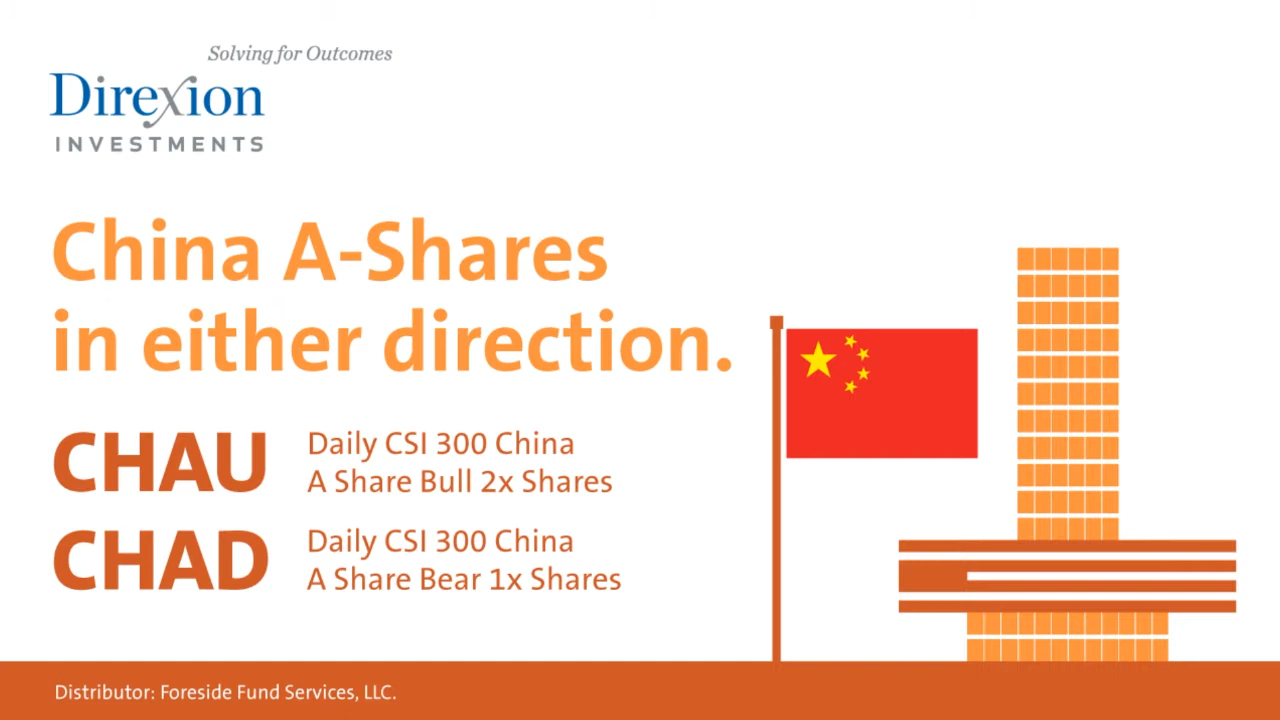 Solving for Outcomes
Direxion
INVESTMENTS
China A-Shares
in either direction.
CHAU
Daily CSI 300 China
A Share Bull 2x Shares
CHAD
Daily CSI 300 China
A Share Bear 1x Shares
Distributor: Foreside Fund Services, LLC.